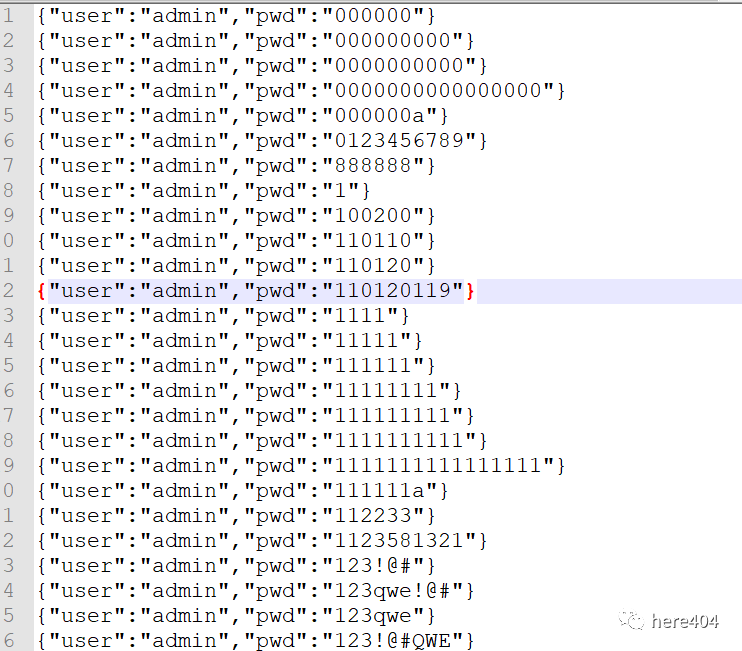 1 {"user":"admin","pwd":"000000"}
2 {"user":"admin","pwd":"000000000"}
3 {"user":"admin","pwd":"0000000000"}
4 {"user":"admin","pwd":"0000000000000000"}
5 {"user":"admin","pwd":"000000a"}
6 {"user":"admin","pwd":"0123456789"}
7 {"user":"admin","pwd":"888888"}
8 {"user":"admin","pwd":"1"}
9 {"user":"admin","pwd":"100200"}
0 {"user":"admin","pwd":"110110"}
1 {"user":"admin","pwd":"110120"}
2 {"user":"admin","pwd":"110120119"}
3 {"user":"admin","pwd":"1111"}
4 {"user":"admin","pwd":"11111"}
5 {"user":"admin","pwd":"111111"}
6 {"user":"admin","pwd":"11111111"}
7 {"user":"admin","pwd":"111111111"}
8 {"user":"admin","pwd":"1111111111"}
9 {"user":"admin","pwd":"1111111111111111"}
0 {"user":"admin","pwd":"111111a"}
1 {"user":"admin","pwd":"112233"}
2 {"user":"admin","pwd":"1123581321"}
3 {"user":"admin","pwd":"123!@#"}
4 {"user":"admin","pwd":"123qwe!@#"}
5 {"user":"admin","pwd":"123qwe"}
6 {"user":"admin","pwd":"123!@#QWE"}
here404